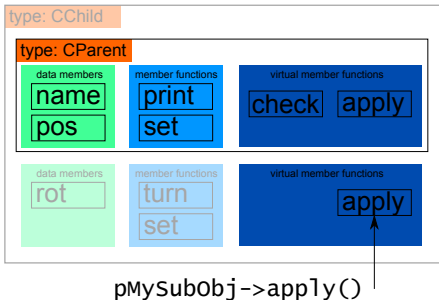 type: CChild
type: CParent
data members member functions virtual member functions
name print check apply
pos set
data members member functions virtual member functions
rot turn apply
set
pMySubObj->apply()